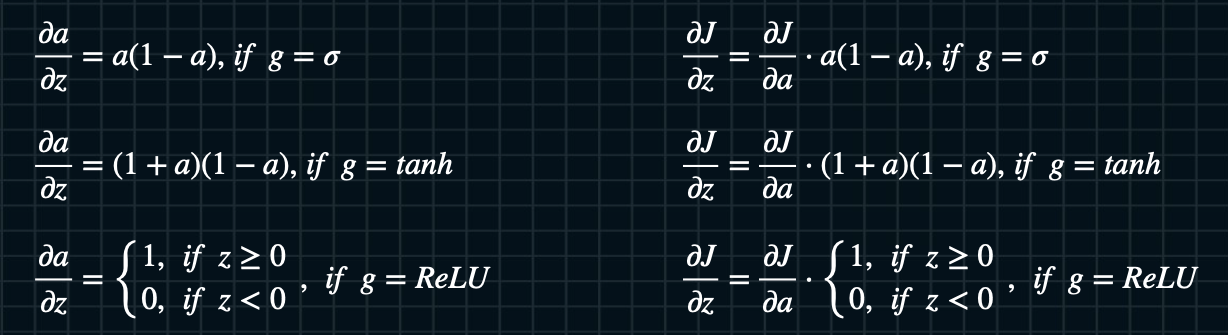 ∂a/∂z = a(1 − a), if g = σ
∂J/∂z = ∂J/∂a · a(1 − a), if g = σ
∂a/∂z = (1 + a)(1 − a), if g = tanh
∂J/∂z = ∂J/∂a · (1 + a)(1 − a), if g = tanh
∂a/∂z = { 1, if z ≥ 0
0, if z < 0 , if g = ReLU
∂J/∂z = ∂J/∂a · { 1, if z ≥ 0
0, if z < 0 , if g = ReLU